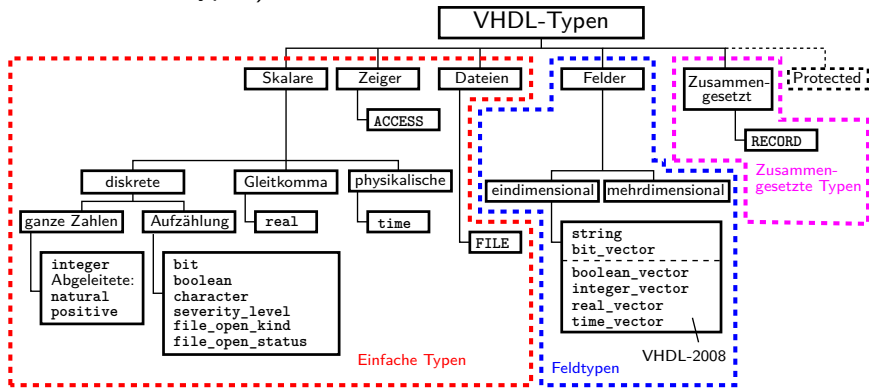 VHDL-Typen
Skalare
Zeiger
Dateien
Felder
Zusammen-
gesetzt
Protected
ACCESS
RECORD
diskrete
Gleitkomma
physikalische
eindimensional
mehrdimensional
Zusammen-
gesetzte Typen
ganze Zahlen
Aufzählung
real
time
FILE
integer
Abgeleitete:
natural
positive
bit
boolean
character
severity_level
file_open_kind
file_open_status
string
bit_vector
boolean_vector
integer_vector
real_vector
time_vector
VHDL-2008
Einfache Typen
Feldtypen